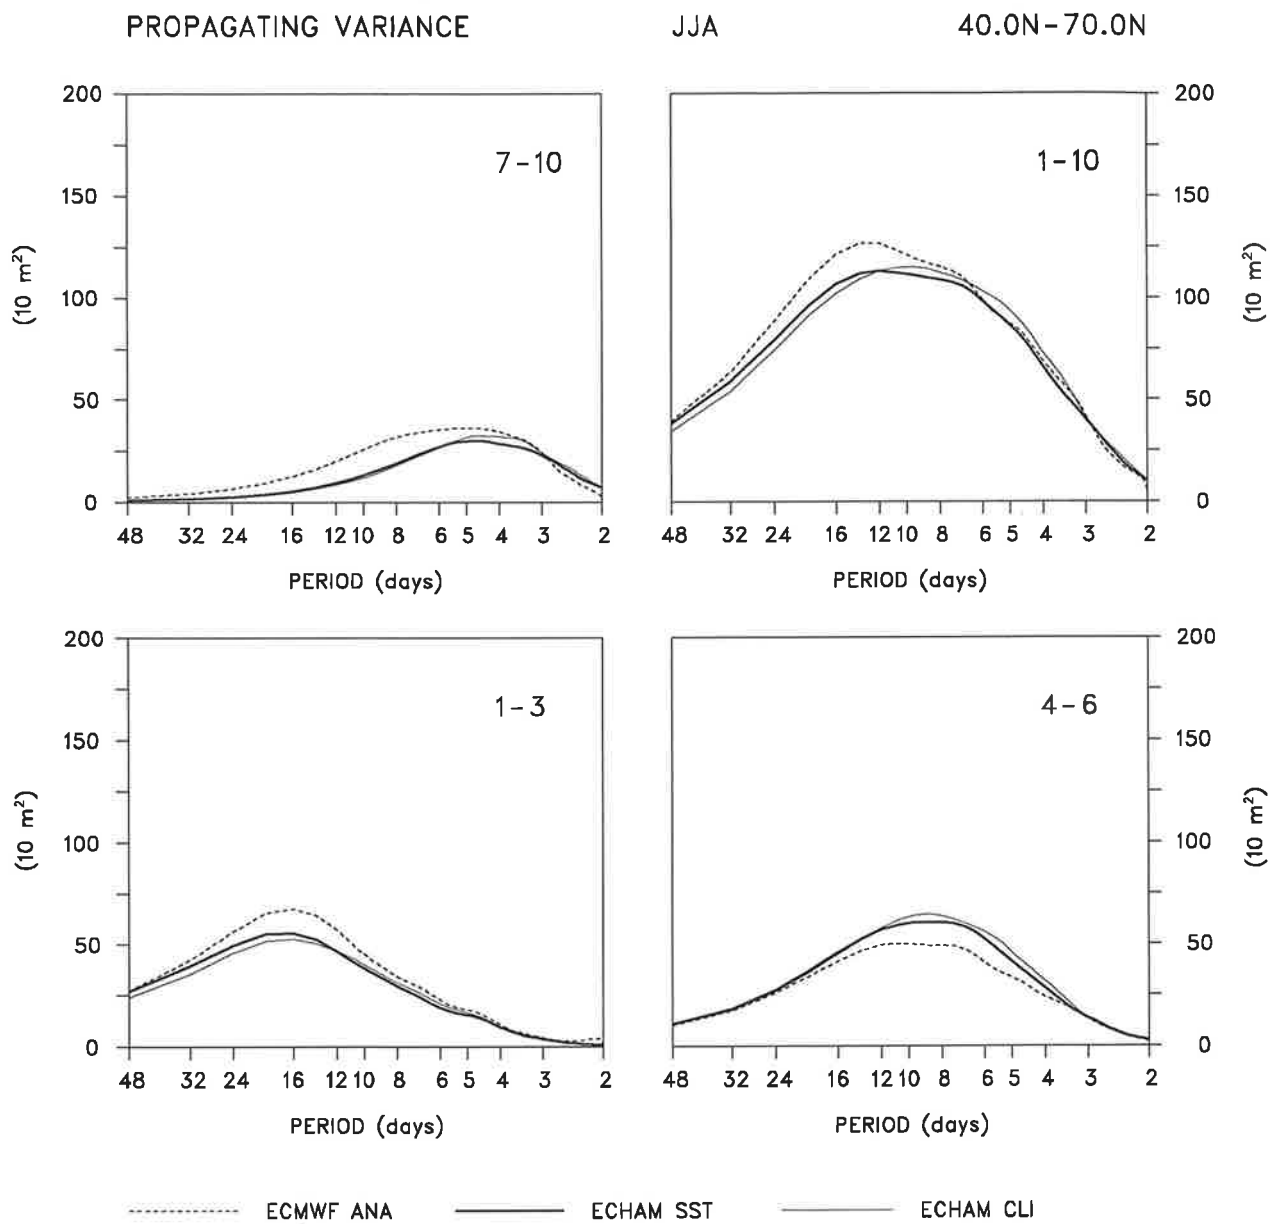 PROPAGATING VARIANCE JJA 40.0N-70.0N
200 200
7-10 1-10
150 150
(10 m²) (10 m²)
100 100
50 50
0 0
48 32 24 16 12 10 8 6 5 4 3 2 48 32 24 16 12 10 8 6 5 4 3 2
PERIOD (days) PERIOD (days)
200 200
1-3 4-6
150 150
(10 m²) (10 m²)
100 100
50 50
0 0
48 32 24 16 12 10 8 6 5 4 3 2 48 32 24 16 12 10 8 6 5 4 3 2
PERIOD (days) PERIOD (days)
ECMWF ANA ECHAM SST ECHAM CLI